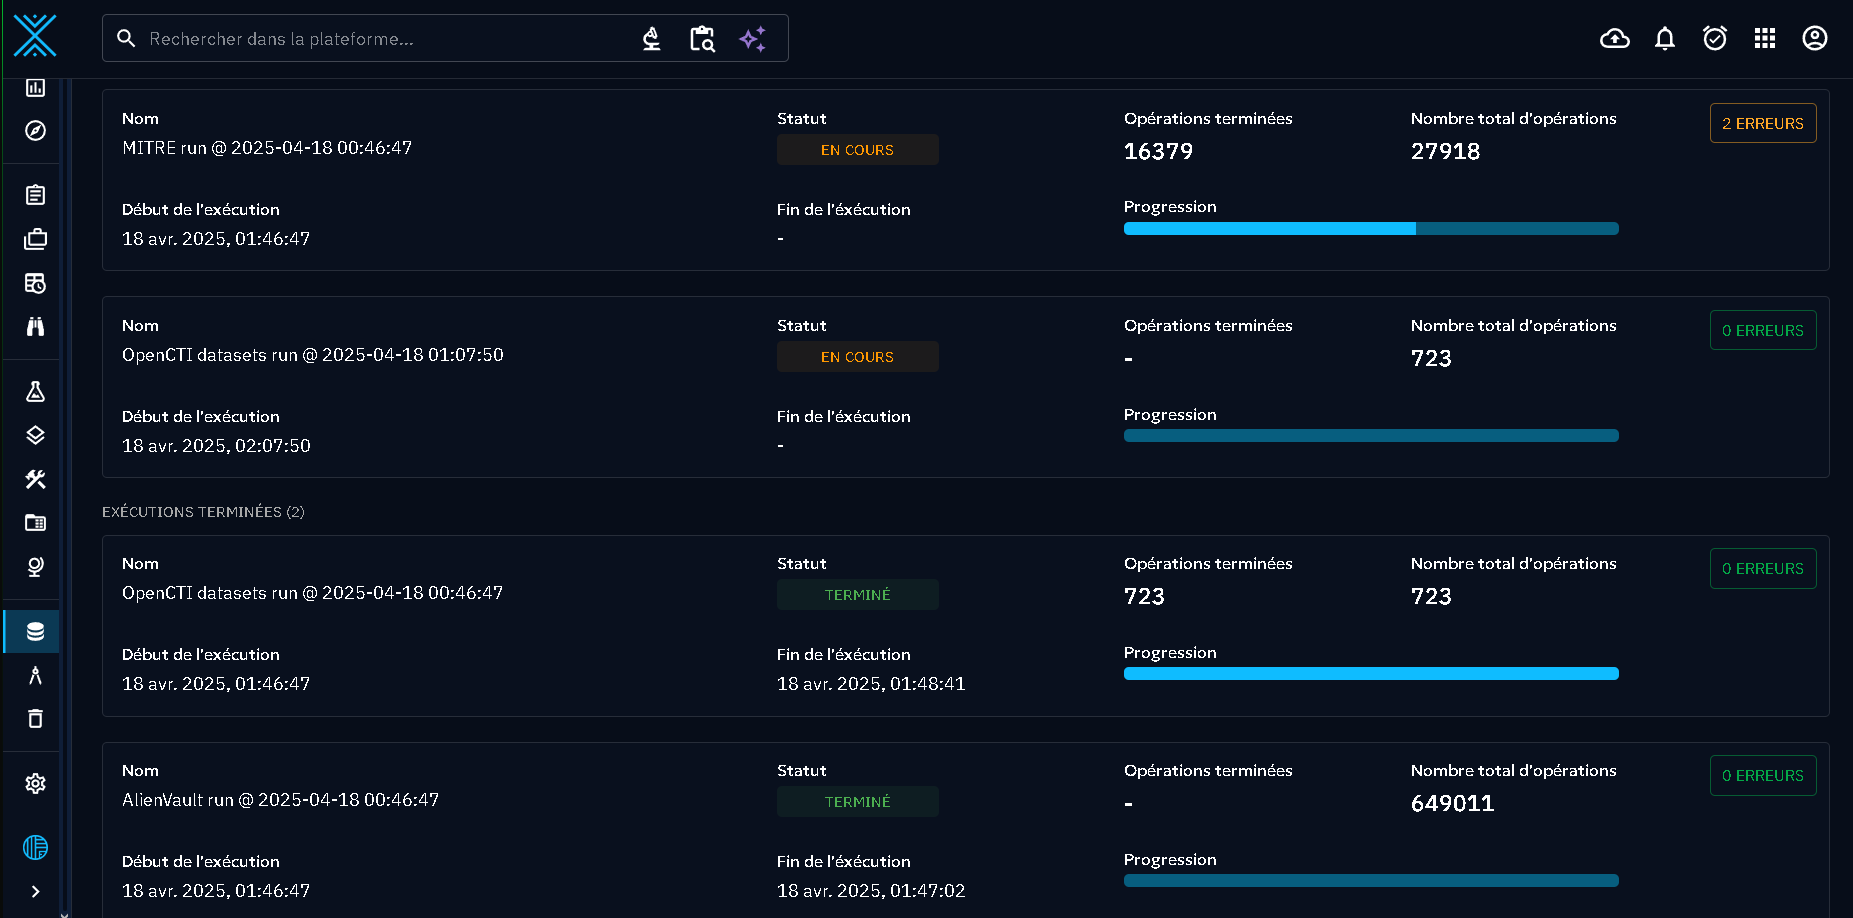 Rechercher dans la plateforme...
Nom
Statut
Opérations terminées
Nombre total d'opérations
2 ERREURS
MITRE run @ 2025-04-18 00:46:47
EN COURS
16379
27918
Début de l'exécution
Fin de l'éxécution
Progression
18 avr. 2025, 01:46:47
-
Nom
Statut
Opérations terminées
Nombre total d'opérations
0 ERREURS
OpenCTI datasets run @ 2025-04-18 01:07:50
EN COURS
-
723
Début de l'exécution
Fin de l'éxécution
Progression
18 avr. 2025, 02:07:50
-
EXÉCUTIONS TERMINÉES (2)
Nom
Statut
Opérations terminées
Nombre total d'opérations
0 ERREURS
OpenCTI datasets run @ 2025-04-18 00:46:47
TERMINÉ
723
723
Début de l'exécution
Fin de l'éxécution
Progression
18 avr. 2025, 01:46:47
18 avr. 2025, 01:48:41
Nom
Statut
Opérations terminées
Nombre total d'opérations
0 ERREURS
AlienVault run @ 2025-04-18 00:46:47
TERMINÉ
-
649011
Début de l'exécution
Fin de l'éxécution
Progression
18 avr. 2025, 01:46:47
18 avr. 2025, 01:47:02